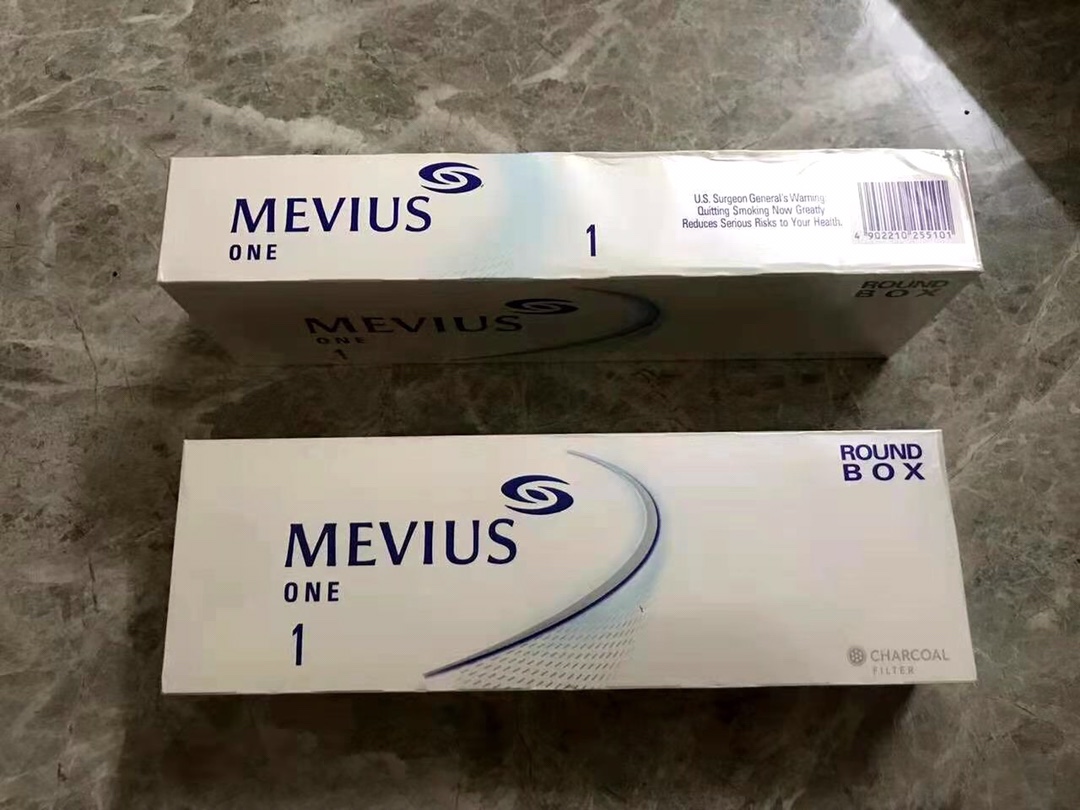 MEVIUS
ONE
1
U.S. Surgeon General's Warning
Quitting Smoking Now Greatly
Reduces Serious Risks to Your Health.
4 902210 255101
MEVIUS
ONE
1
ROUND
BOX
MEVIUS
ONE
1
ROUND
BOX
CHARCOAL
FILTER